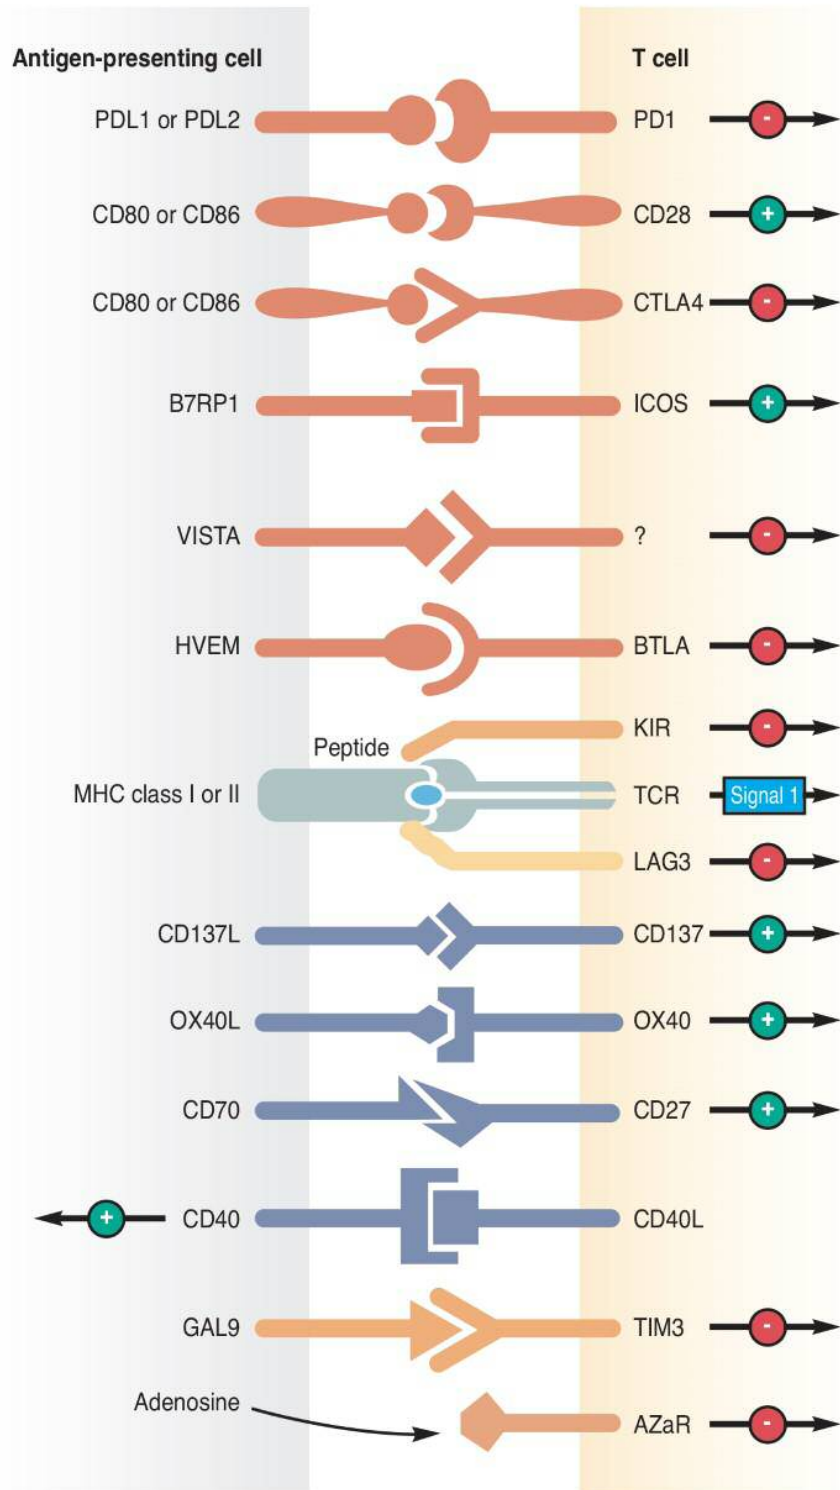 Antigen-presenting cell T cell
PDL1 or PDL2 PD1 -
CD80 or CD86 CD28 +
CD80 or CD86 CTLA4 -
B7RP1 ICOS +
VISTA ? -
HVEM BTLA -
KIR -
Peptide
MHC class I or II TCR Signal 1
LAG3 -
CD137L CD137 +
OX40L OX40 +
CD70 CD27 +
+ CD40 CD40L
GAL9 TIM3 -
Adenosine
AZaR -